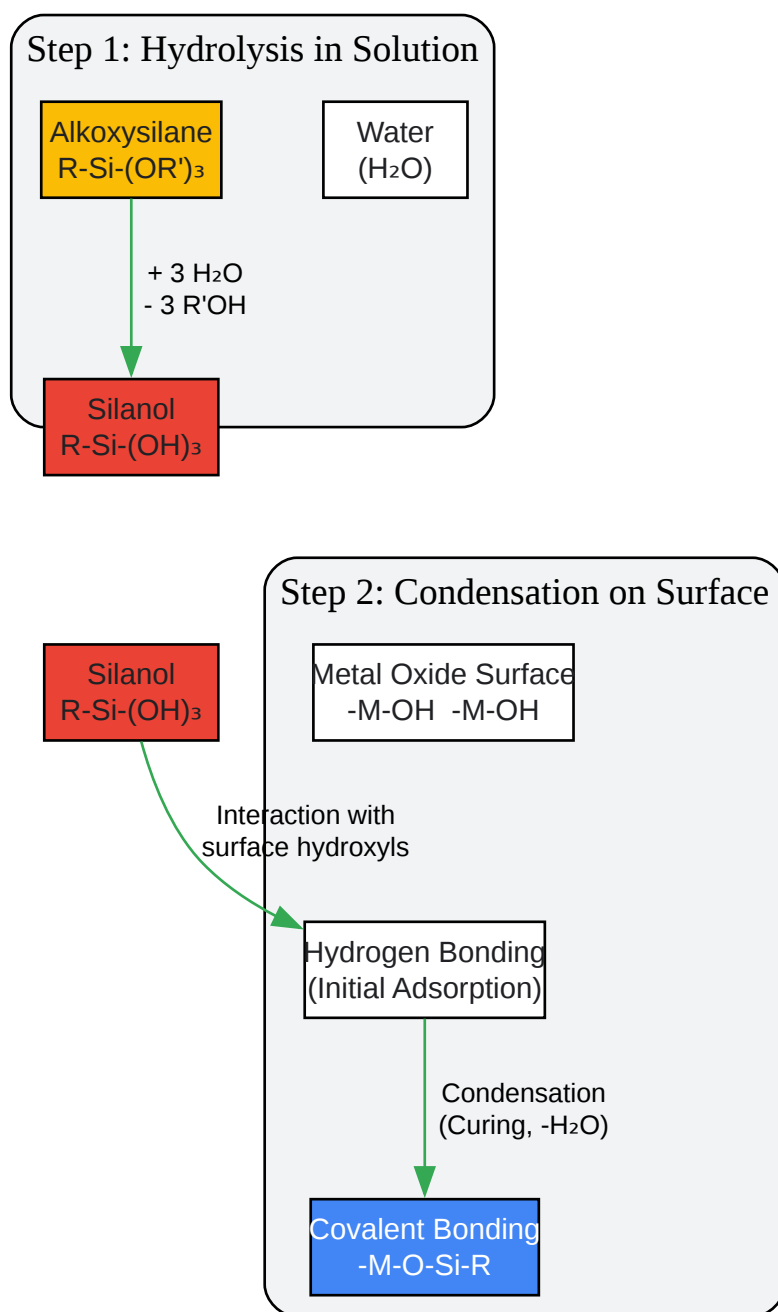 Step 1: Hydrolysis in Solution
Alkoxysilane
R-Si-(OR')₃
Water
(H₂O)
+ 3 H₂O
- 3 R'OH
Silanol
R-Si-(OH)₃
Step 2: Condensation on Surface
Silanol
R-Si-(OH)₃
Metal Oxide Surface
-M-OH  -M-OH
Interaction with
surface hydroxyls
Hydrogen Bonding
(Initial Adsorption)
Condensation
(Curing, -H₂O)
Covalent Bonding
-M-O-Si-R